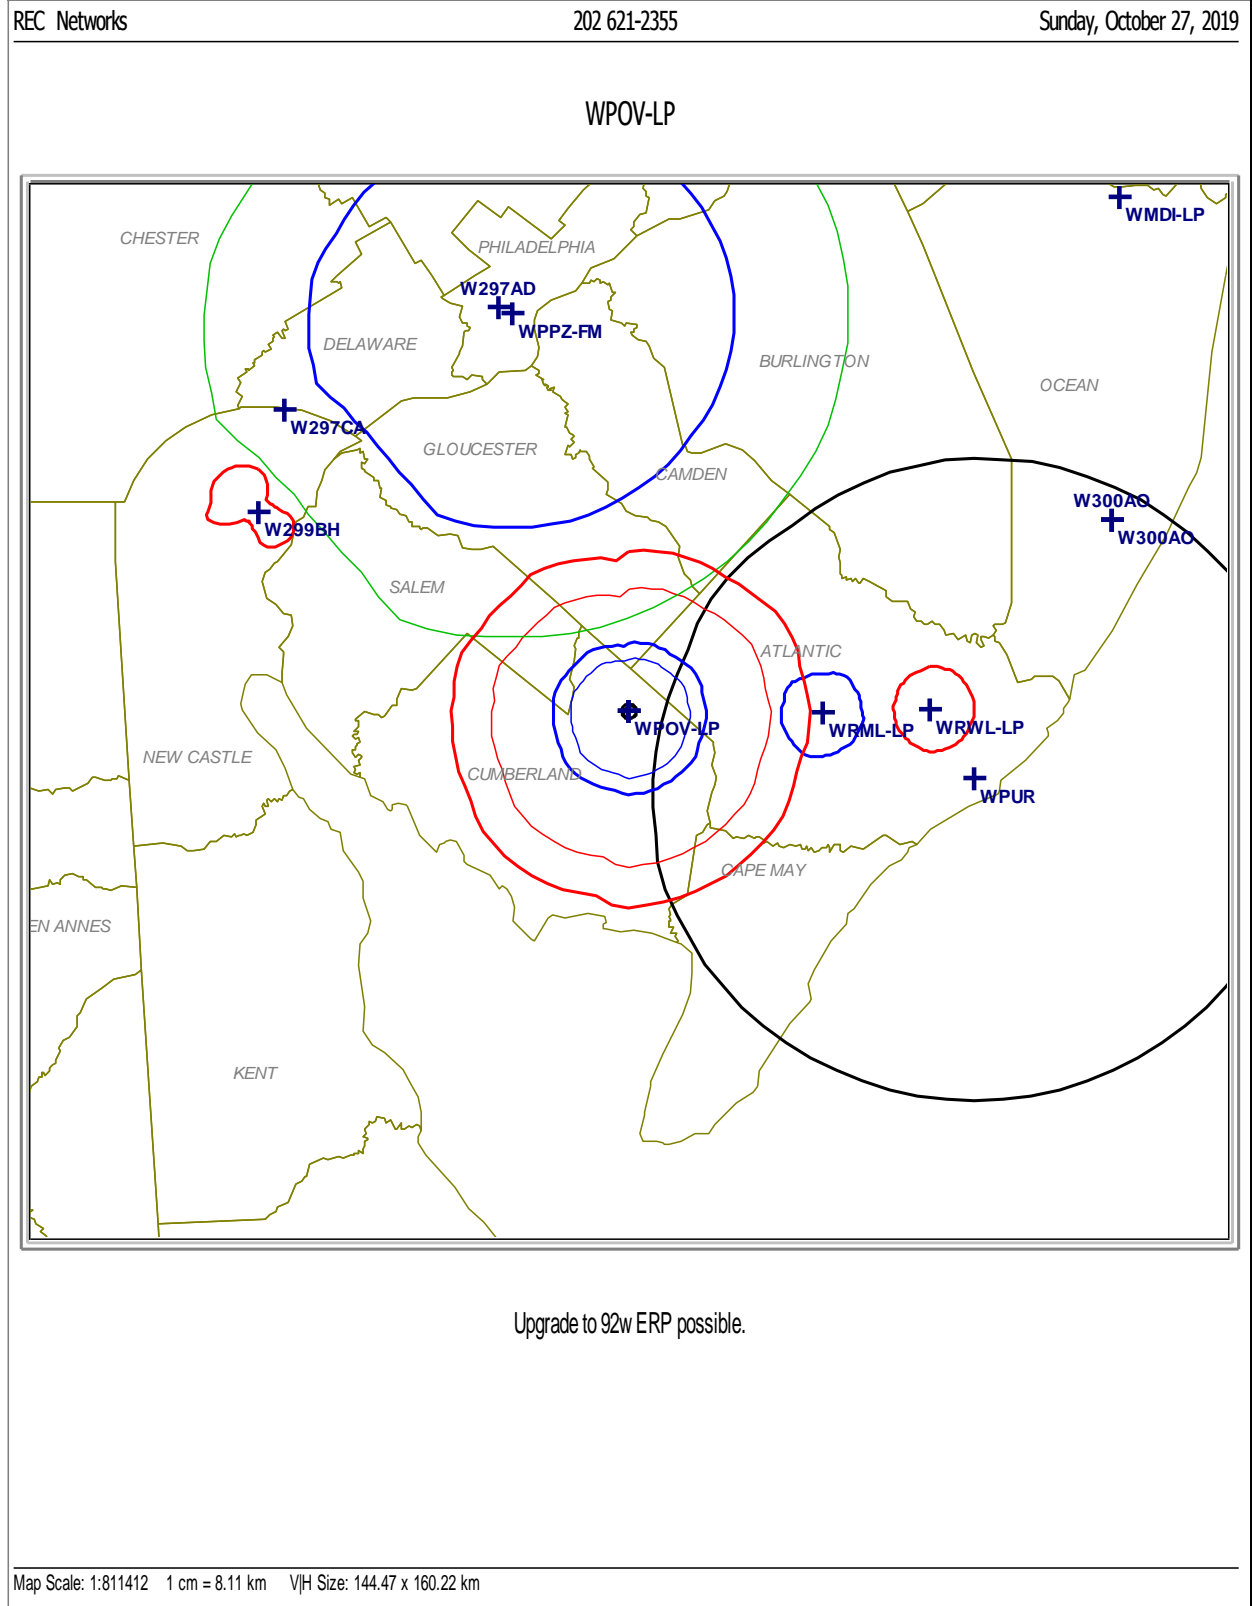 REC Networks 202 621-2355 Sunday, October 27, 2019
WPOV-LP
WMDI-LP
CHESTER
PHILADELPHIA
W297AD
WPPZ-FM
DELAWARE
BURLINGTON
OCEAN
W297CA
GLOUCESTER
CAMDEN
W300AO
W299BH
W300AO
SALEM
ATLANTIC
WPOV-LP
WRML-LP
WRWL-LP
NEW CASTLE
CUMBERLAND
WPUR
CAPE MAY
EN ANNES
KENT
Upgrade to 92w ERP possible.
Map Scale: 1:811412 1 cm = 8.11 km V|H Size: 144.47 x 160.22 km